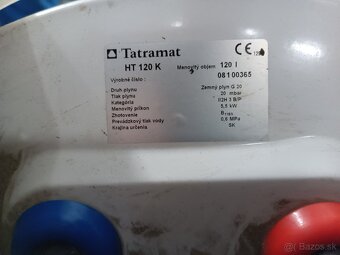 Tatramat
CE
HT 120 K Menovitý objem 120 l
Výrobné číslo : 08100365
Druh plynu Zemný plyn G 20
Tlak plynu 20 mbar
Kategória II2H 3 B/P
Menovitý príkon 5,5 kW
Zhotovenie
Prevádzkový tlak vody 0,6 MPa
Krajina určenia SK
bazos.sk